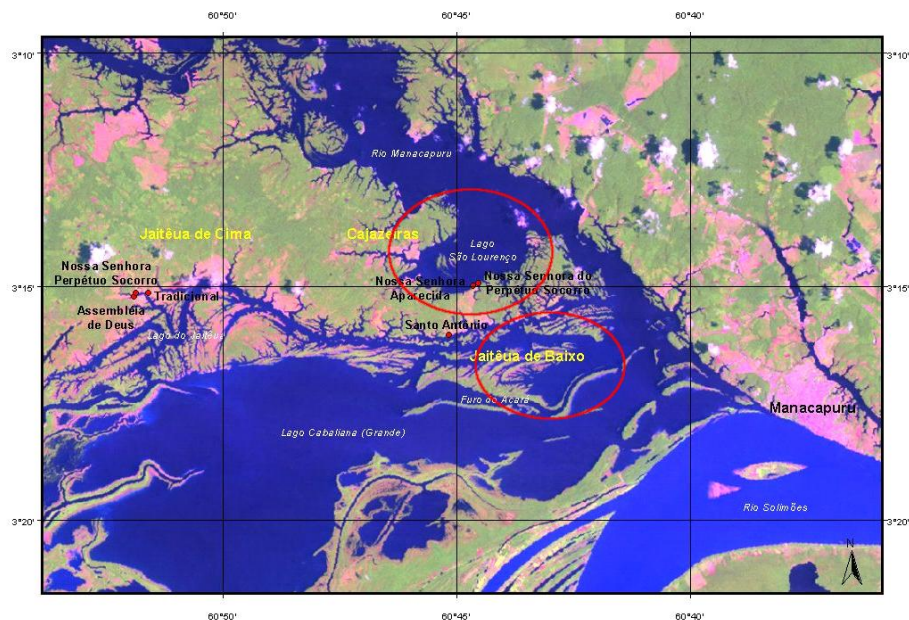 60°50'
60°45'
60°40'
3°10'
3°10'
Rio Manacapuru
Jaitêua de Cima
Cajazeiras
Lago
São Lourenço
Nossa Senhora
Perpétuo Socorro
Nossa Senhora
Aparecida
Nossa Senhora do
Perpétuo Socorro
3°15'
3°15'
Tradicional
Assembléia
de Deus
Santo Antônio
Lago do Jaitêua
Jaitêua de Baixo
Furo do Acará
Manacapuru
Lago Cabaliana (Grande)
Rio Solimões
3°20'
3°20'
N
60°50'
60°45'
60°40'